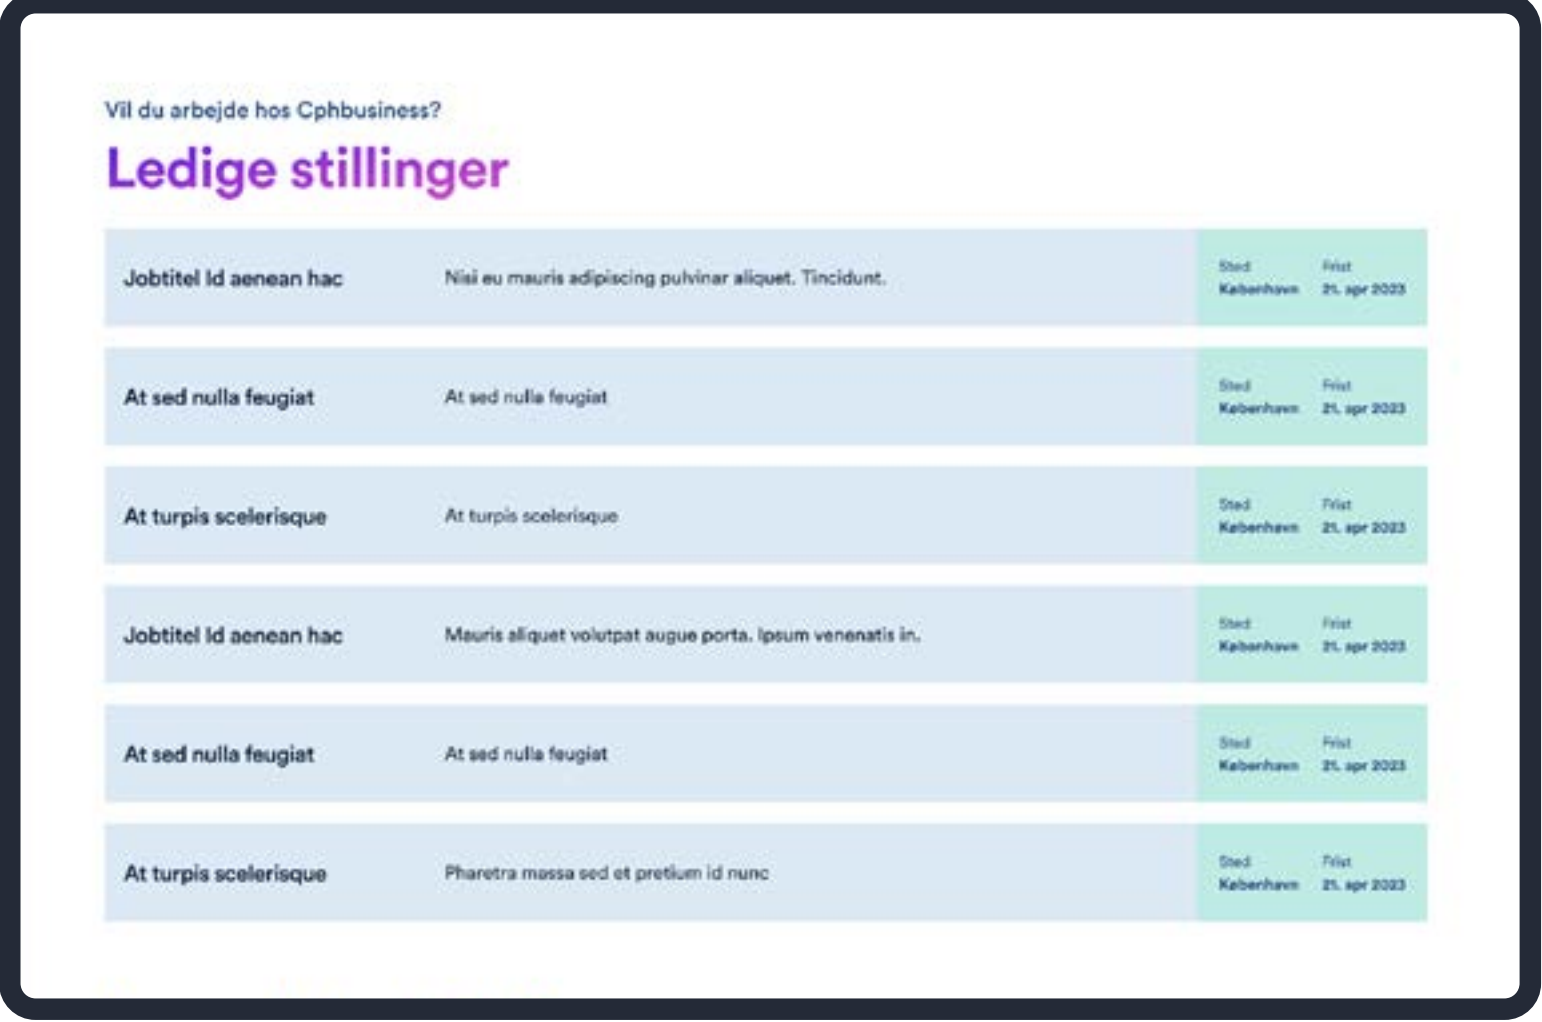 Vil du arbejde hos Cphbusiness?
Ledige stillinger
Jobtitel Id aenean hac
Nisi eu mauris adipiscing pulvinar aliquet. Tincidunt.
Sted Frist
København 21. apr 2023
At sed nulla feugiat
At sed nulla feugiat
Sted Frist
København 21. apr 2023
At turpis scelerisque
At turpis scelerisque
Sted Frist
København 21. apr 2023
Jobtitel Id aenean hac
Mauris aliquet volutpat augue porta. Ipsum venenatis in.
Sted Frist
København 21. apr 2023
At sed nulla feugiat
At sed nulla feugiat
Sted Frist
København 21. apr 2023
At turpis scelerisque
Pharetra massa sed et pretium id nunc
Sted Frist
København 21. apr 2023